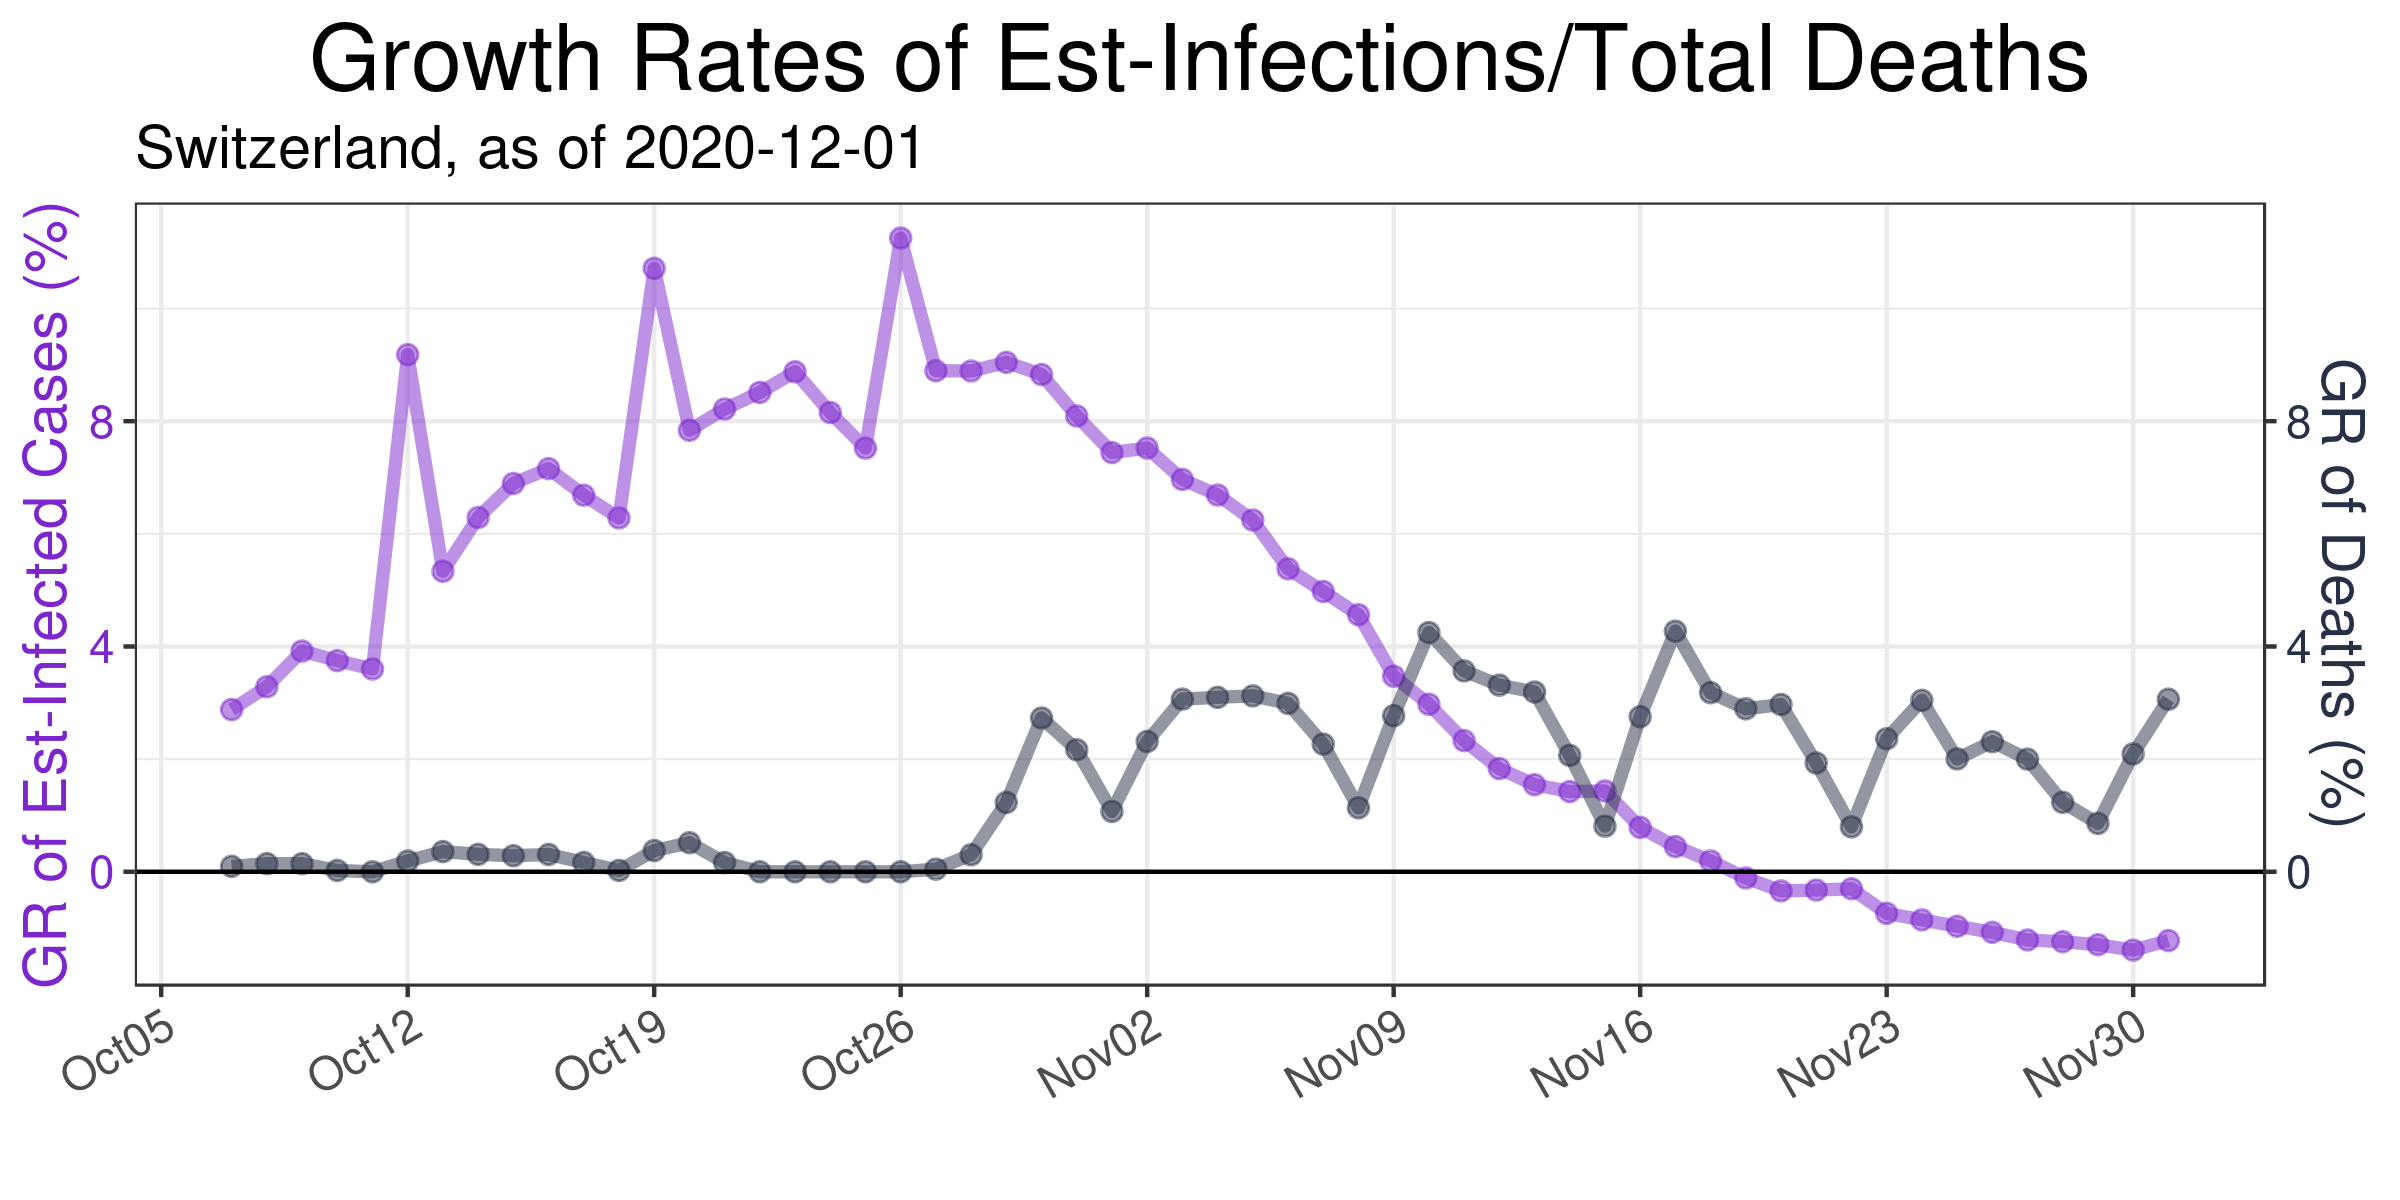 Growth Rates of Est-Infections/Total Deaths
Switzerland, as of 2020-12-01
GR of Est-Infected Cases (%)
8
4
0
8
4
0
GR of Deaths (%)
Oct05
Oct12
Oct19
Oct26
Nov02
Nov09
Nov16
Nov23
Nov30